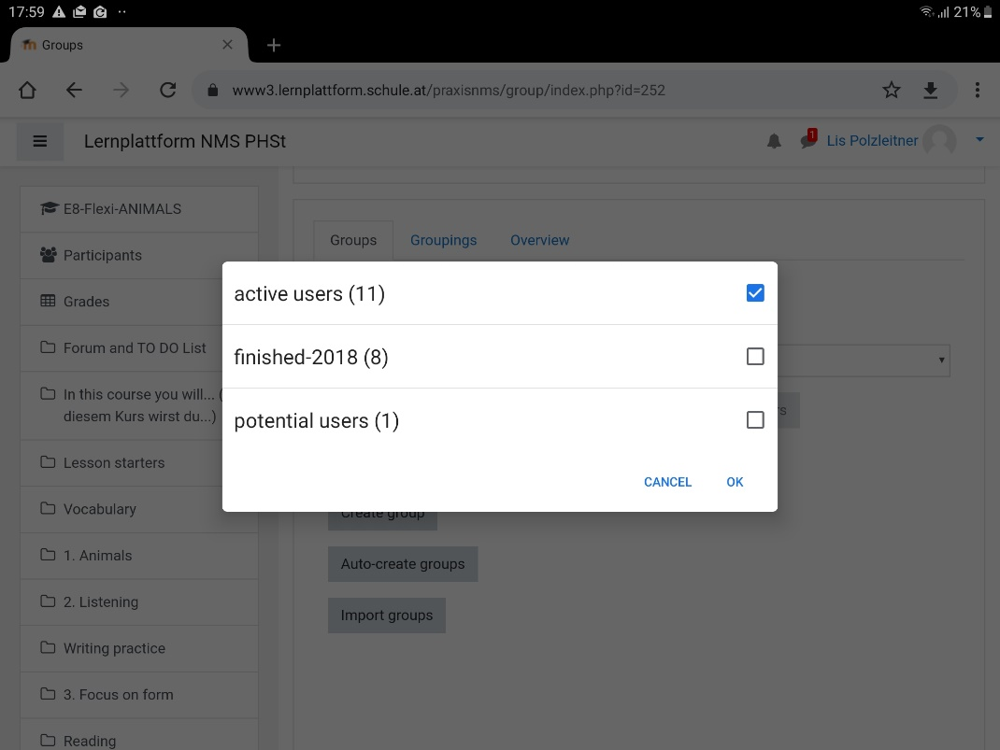 17:59
21%
Groups
www3.lernplattform.schule.at/praxisnms/group/index.php?id=252
Lernplattform NMS PHSt
1
Lis Polzleitner
E8-Flexi-ANIMALS
Participants
Grades
Forum and TO DO List
In this course you will... (
diesem Kurs wirst du...)
Lesson starters
Vocabulary
1. Animals
2. Listening
Writing practice
3. Focus on form
Reading
Groups
Groupings
Overview
active users (11)
finished-2018 (8)
potential users (1)
CANCEL
OK
Create group
Auto-create groups
Import groups